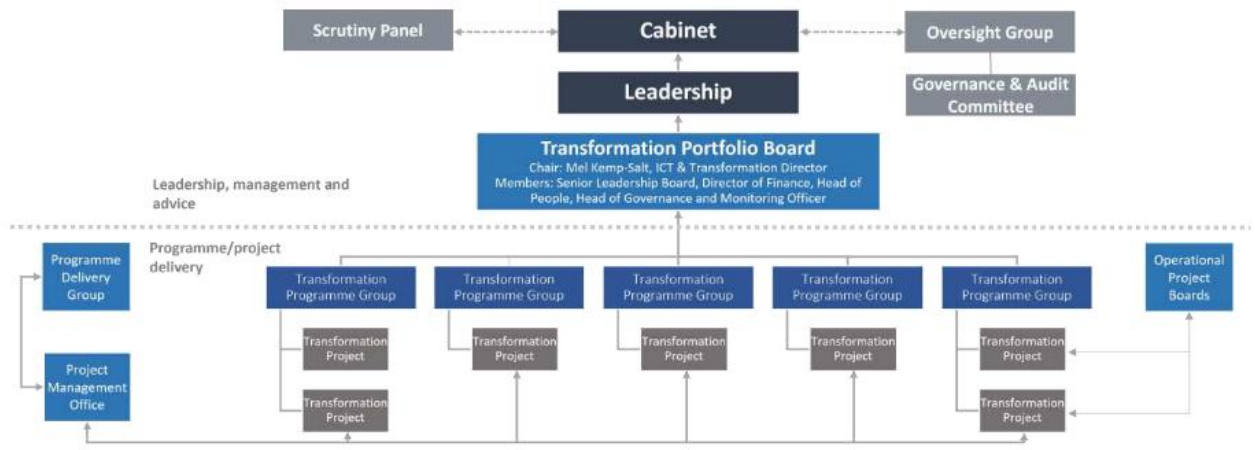 Scrutiny Panel
Cabinet
Oversight Group
Leadership
Governance & Audit
Committee
Transformation Portfolio Board
Chair: Mel Kemp-Salt, ICT & Transformation Director
Members: Senior Leadership Board, Director of Finance, Head of
People, Head of Governance and Monitoring Officer
Leadership, management and
advice
Programme/project
delivery
Programme
Delivery
Group
Transformation
Programme Group
Transformation
Programme Group
Transformation
Programme Group
Transformation
Programme Group
Transformation
Programme Group
Operational
Project
Boards
Transformation
Project
Transformation
Project
Transformation
Project
Transformation
Project
Transformation
Project
Project
Management
Office
Transformation
Project
Transformation
Project